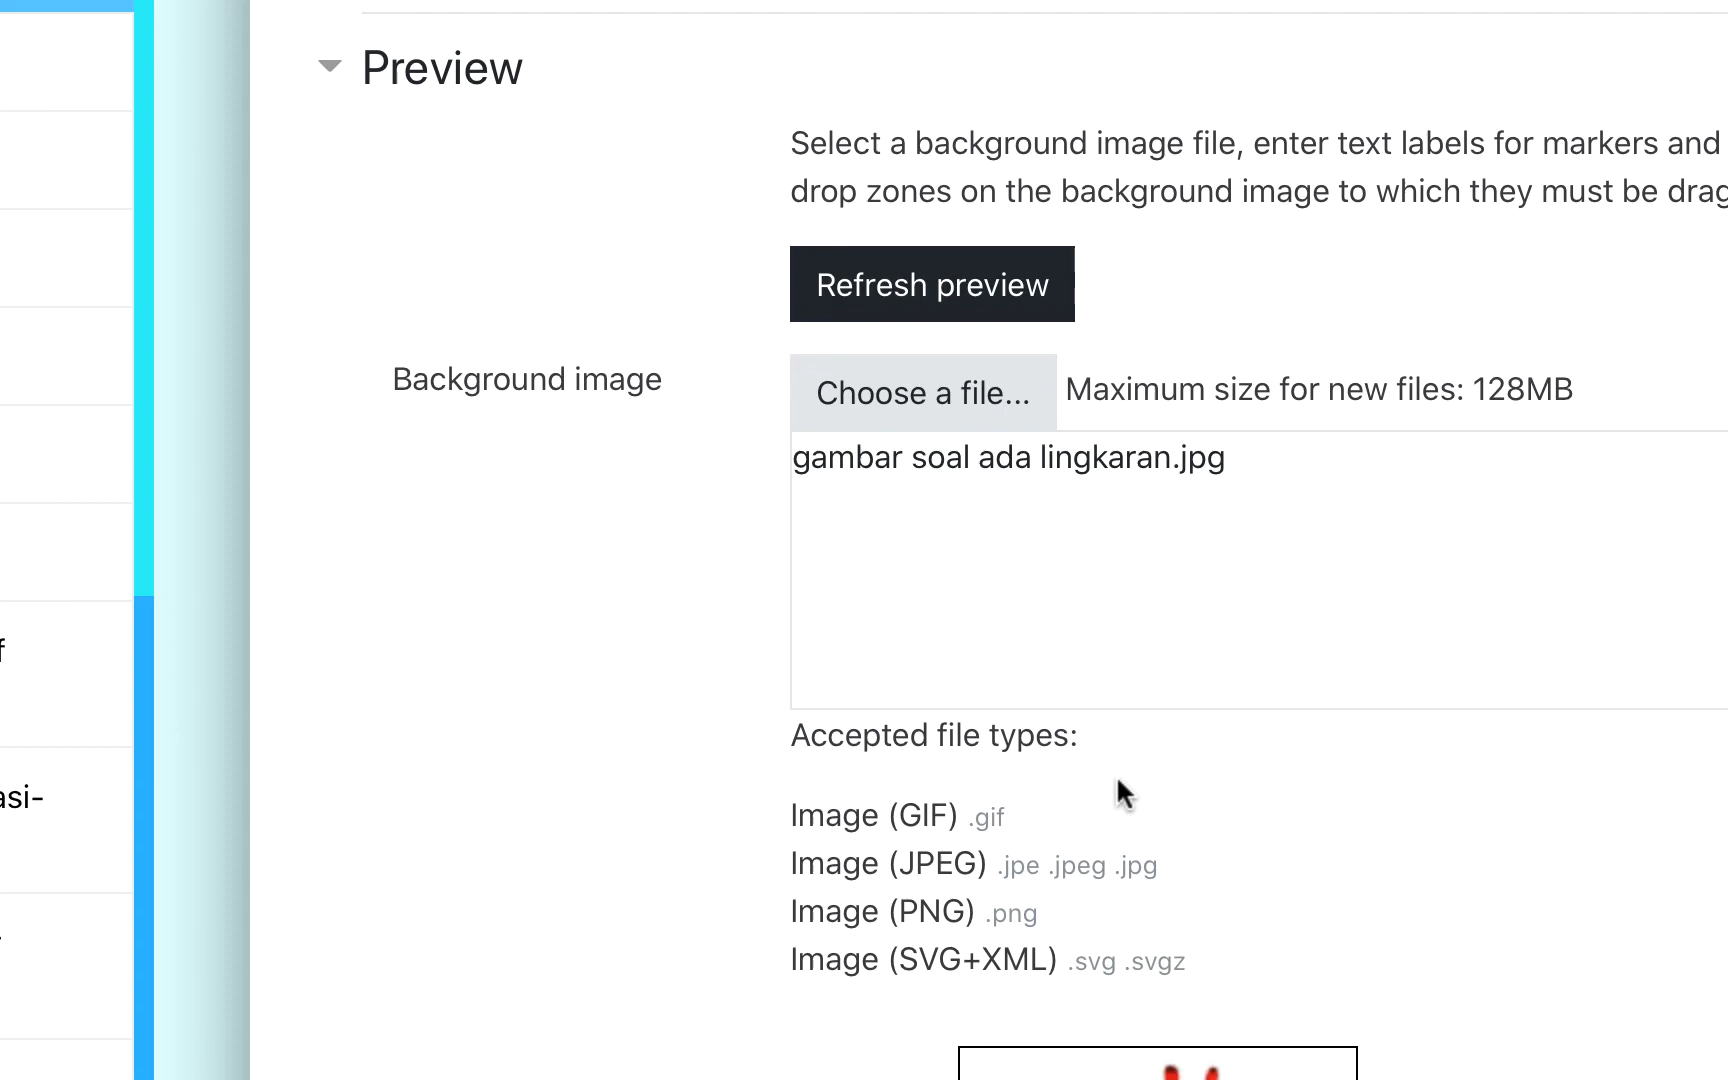 Preview
Select a background image file, enter text labels for markers and
drop zones on the background image to which they must be drag
Refresh preview
Background image
Choose a file...
Maximum size for new files: 128MB
gambar soal ada lingkaran.jpg
Accepted file types:
Image (GIF) .gif
Image (JPEG) .jpe .jpeg .jpg
Image (PNG) .png
Image (SVG+XML) .svg .svgz
f
asi-